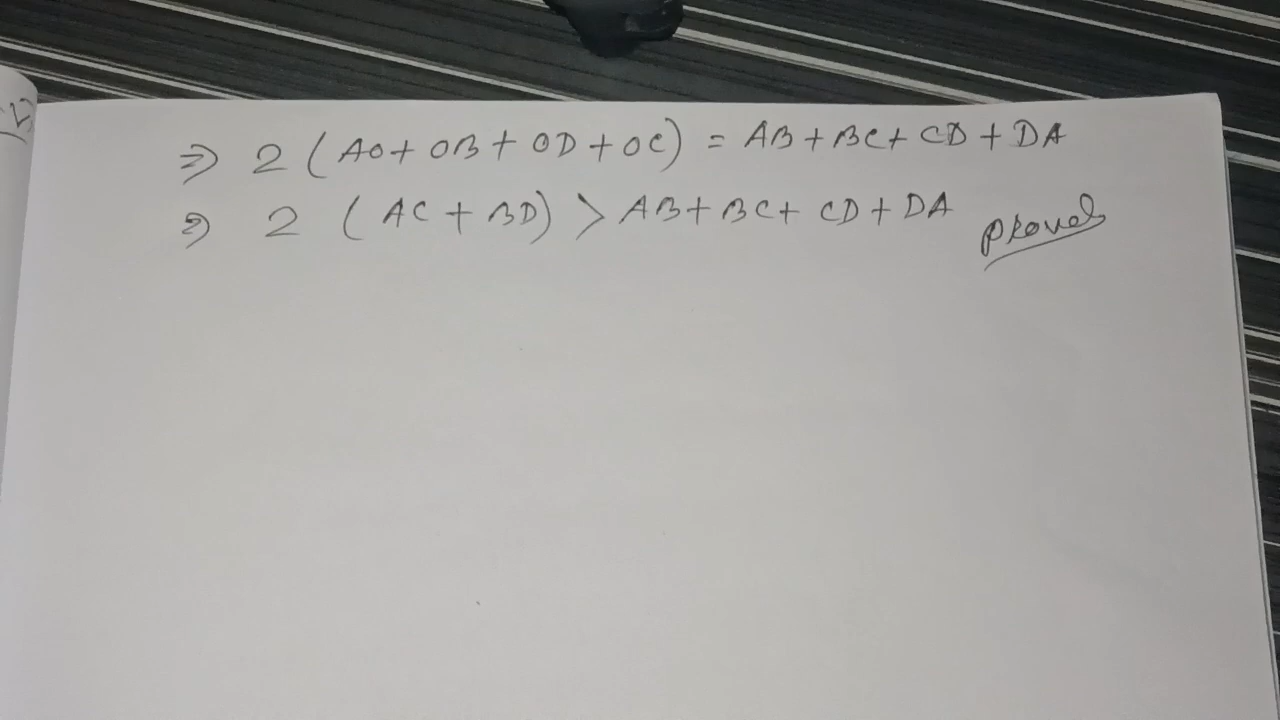 ⇒ 2 (AO + OB + OD + OC) = AB + BC + CD + DA
⇒ 2 (AC + BD) > AB + BC + CD + DA proved